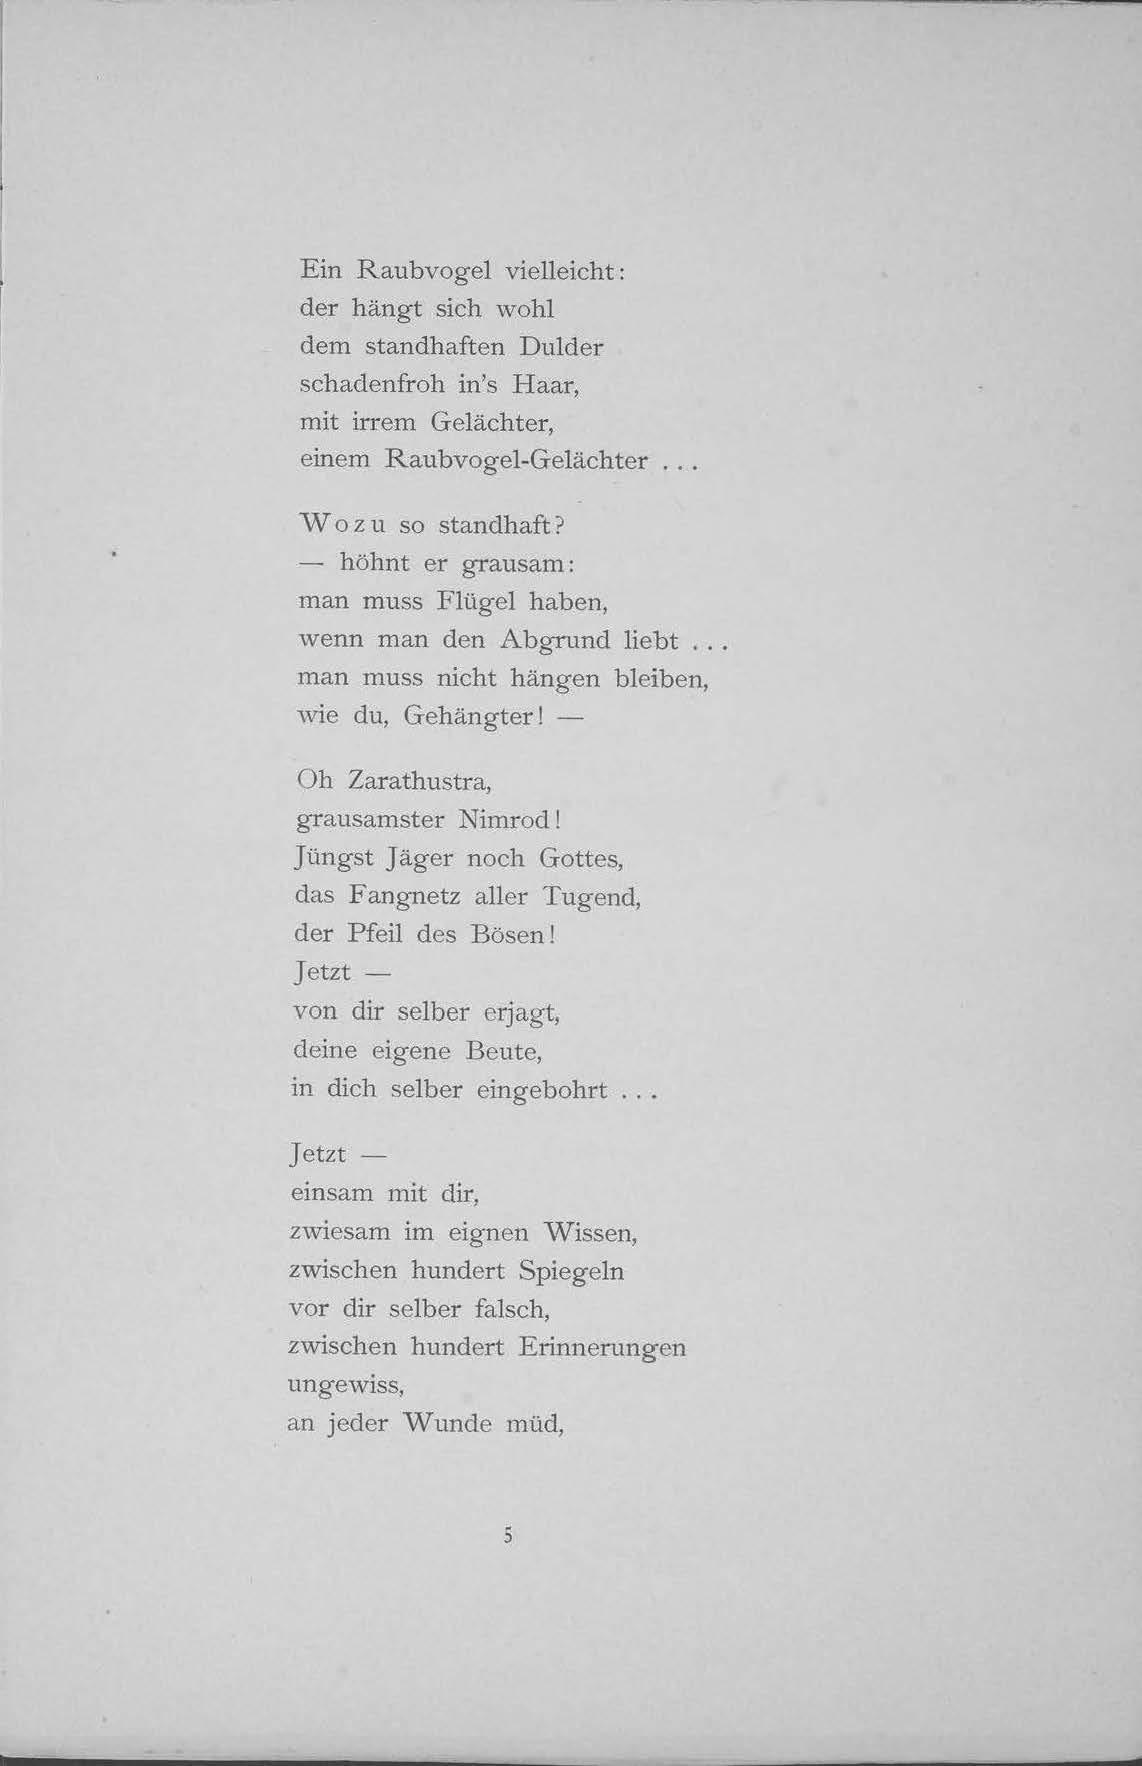 Ein Raubvogel vielleicht:
der hängt sich wohl
dem standhaften Dulder
schadenfroh in's Haar,
mit irrem Gelächter,
einem Raubvogel-Gelächter . . .
Wozu so standhaft?
— höhnt er grausam:
man muss Flügel haben,
wenn man den Abgrund liebt . . .
man muss nicht hängen bleiben,
wie du, Gehängter! —
Oh Zarathustra,
grausamster Nimrod!
Jüngst Jäger noch Gottes,
das Fangnetz aller Tugend,
der Pfeil des Bösen!
Jetzt —
von dir selber erjagt,
deine eigene Beute,
in dich selber eingebohrt . . .
Jetzt —
einsam mit dir,
zwiesam im eignen Wissen,
zwischen hundert Spiegeln
vor dir selber falsch,
zwischen hundert Erinnerungen
ungewiss,
an jeder Wunde müd,
5